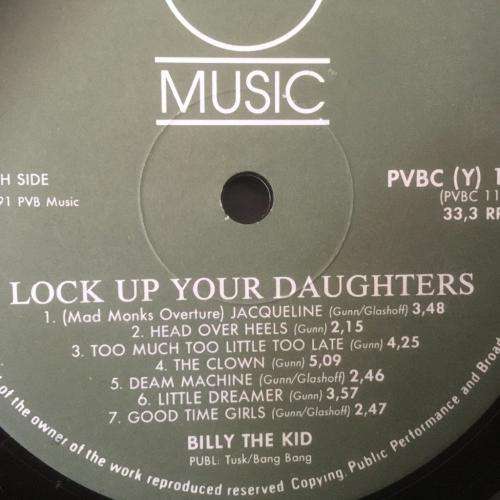 MUSIC
H SIDE
91 PVB Music
PVBC (Y) 1
(PVBC 11
33,3 RP
LOCK UP YOUR DAUGHTERS
1. (Mad Monks Overture) JACQUELINE (Gunn/Glashoff) 3,48
2. HEAD OVER HEELS (Gunn) 2,15
3. TOO MUCH TOO LITTLE TOO LATE (Gunn) 4,25
4. THE CLOWN (Gunn) 5,09
5. DEAM MACHINE (Gunn/Glashoff) 2,46
6. LITTLE DREAMER (Gunn) 3,57
7. GOOD TIME GIRLS (Gunn/Glashoff) 2,47
BILLY THE KID
PUBL: Tusk/Bang Bang
of the owner of the work reproduced reserved Copying, Public Performance and Broad